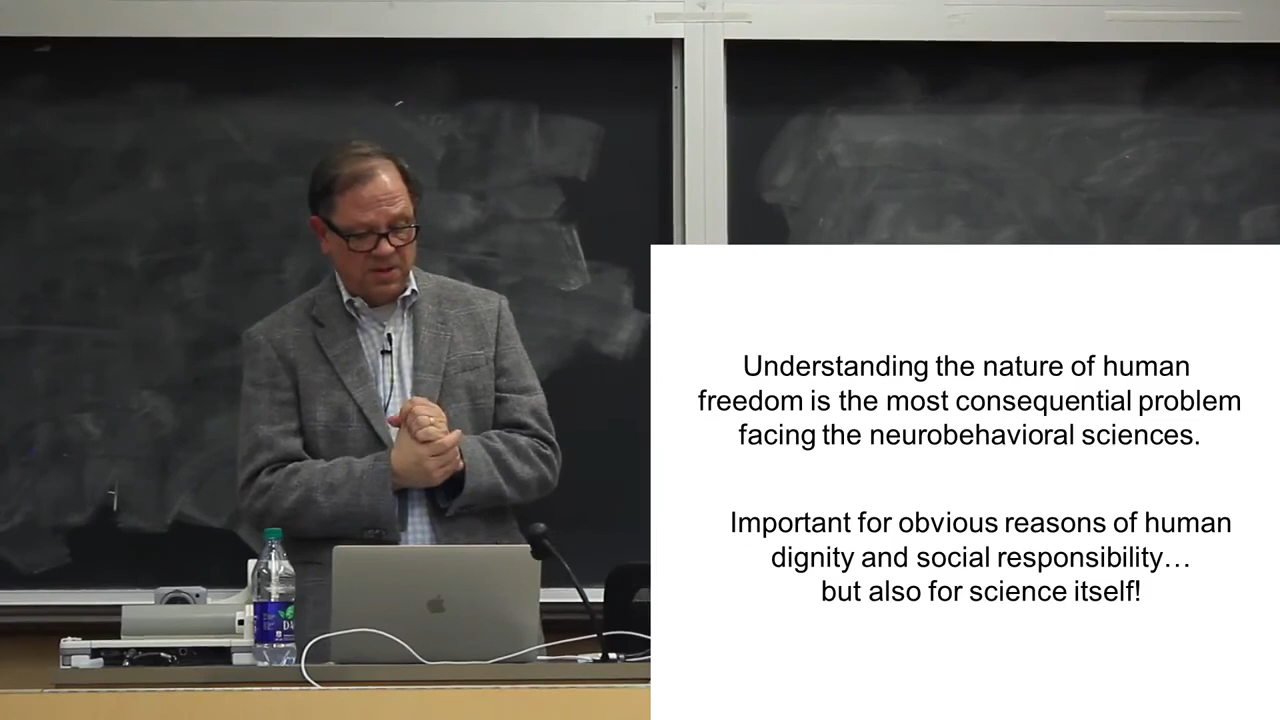 Understanding the nature of human
freedom is the most consequential problem
facing the neurobehavioral sciences.
Important for obvious reasons of human
dignity and social responsibility…
but also for science itself!